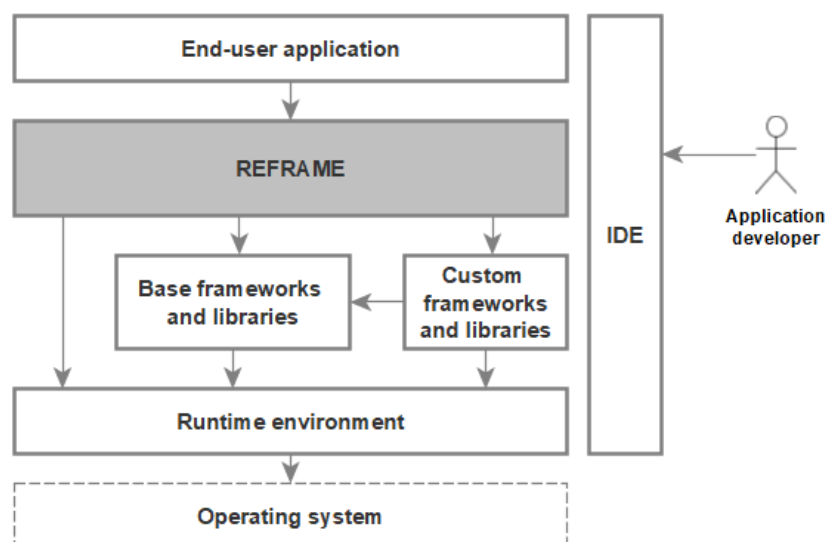 End-user application
REFRAME
IDE
Application
developer
Base frameworks
and libraries
Custom
frameworks
and libraries
Runtime environment
Operating system